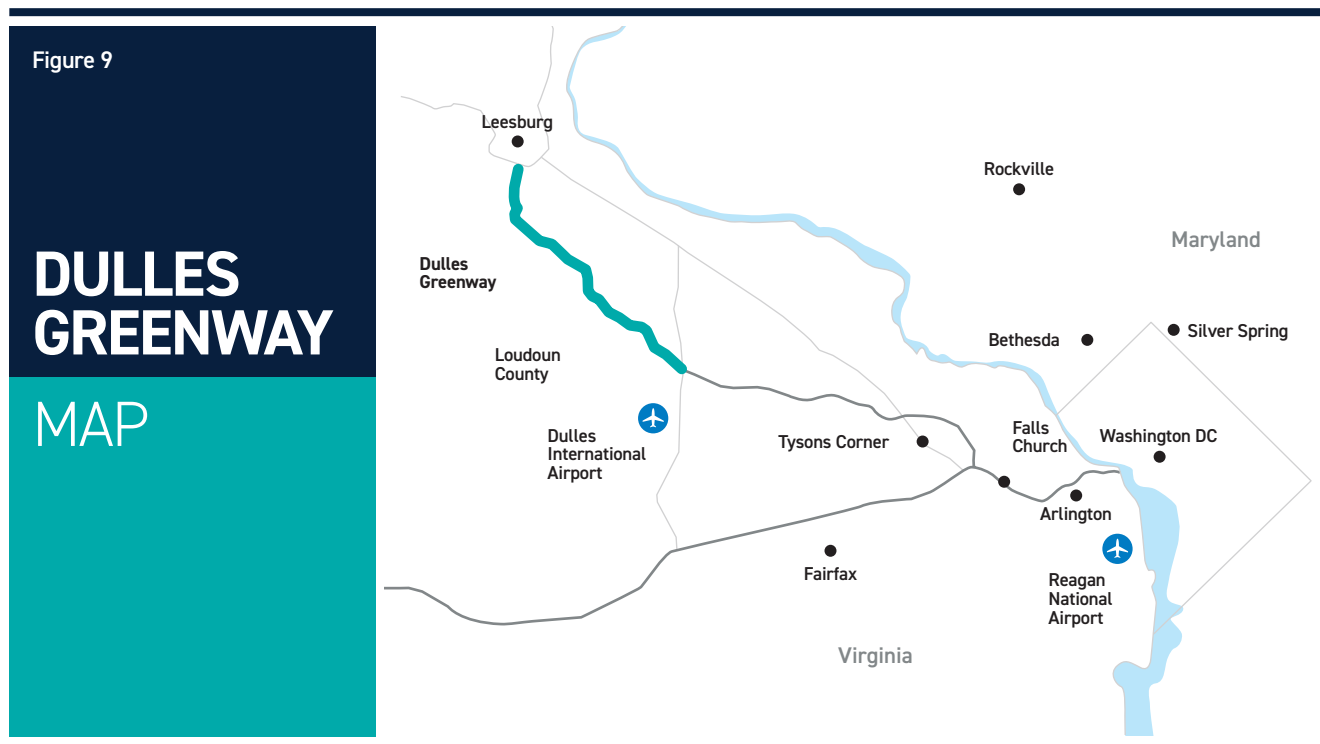 Figure 9
DULLES
GREENWAY
MAP
Leesburg
Rockville
Maryland
Dulles
Greenway
Silver Spring
Bethesda
Loudoun
County
Falls
Church
Washington DC
Tysons Corner
Dulles
International
Airport
Arlington
Fairfax
Reagan
National
Airport
Virginia